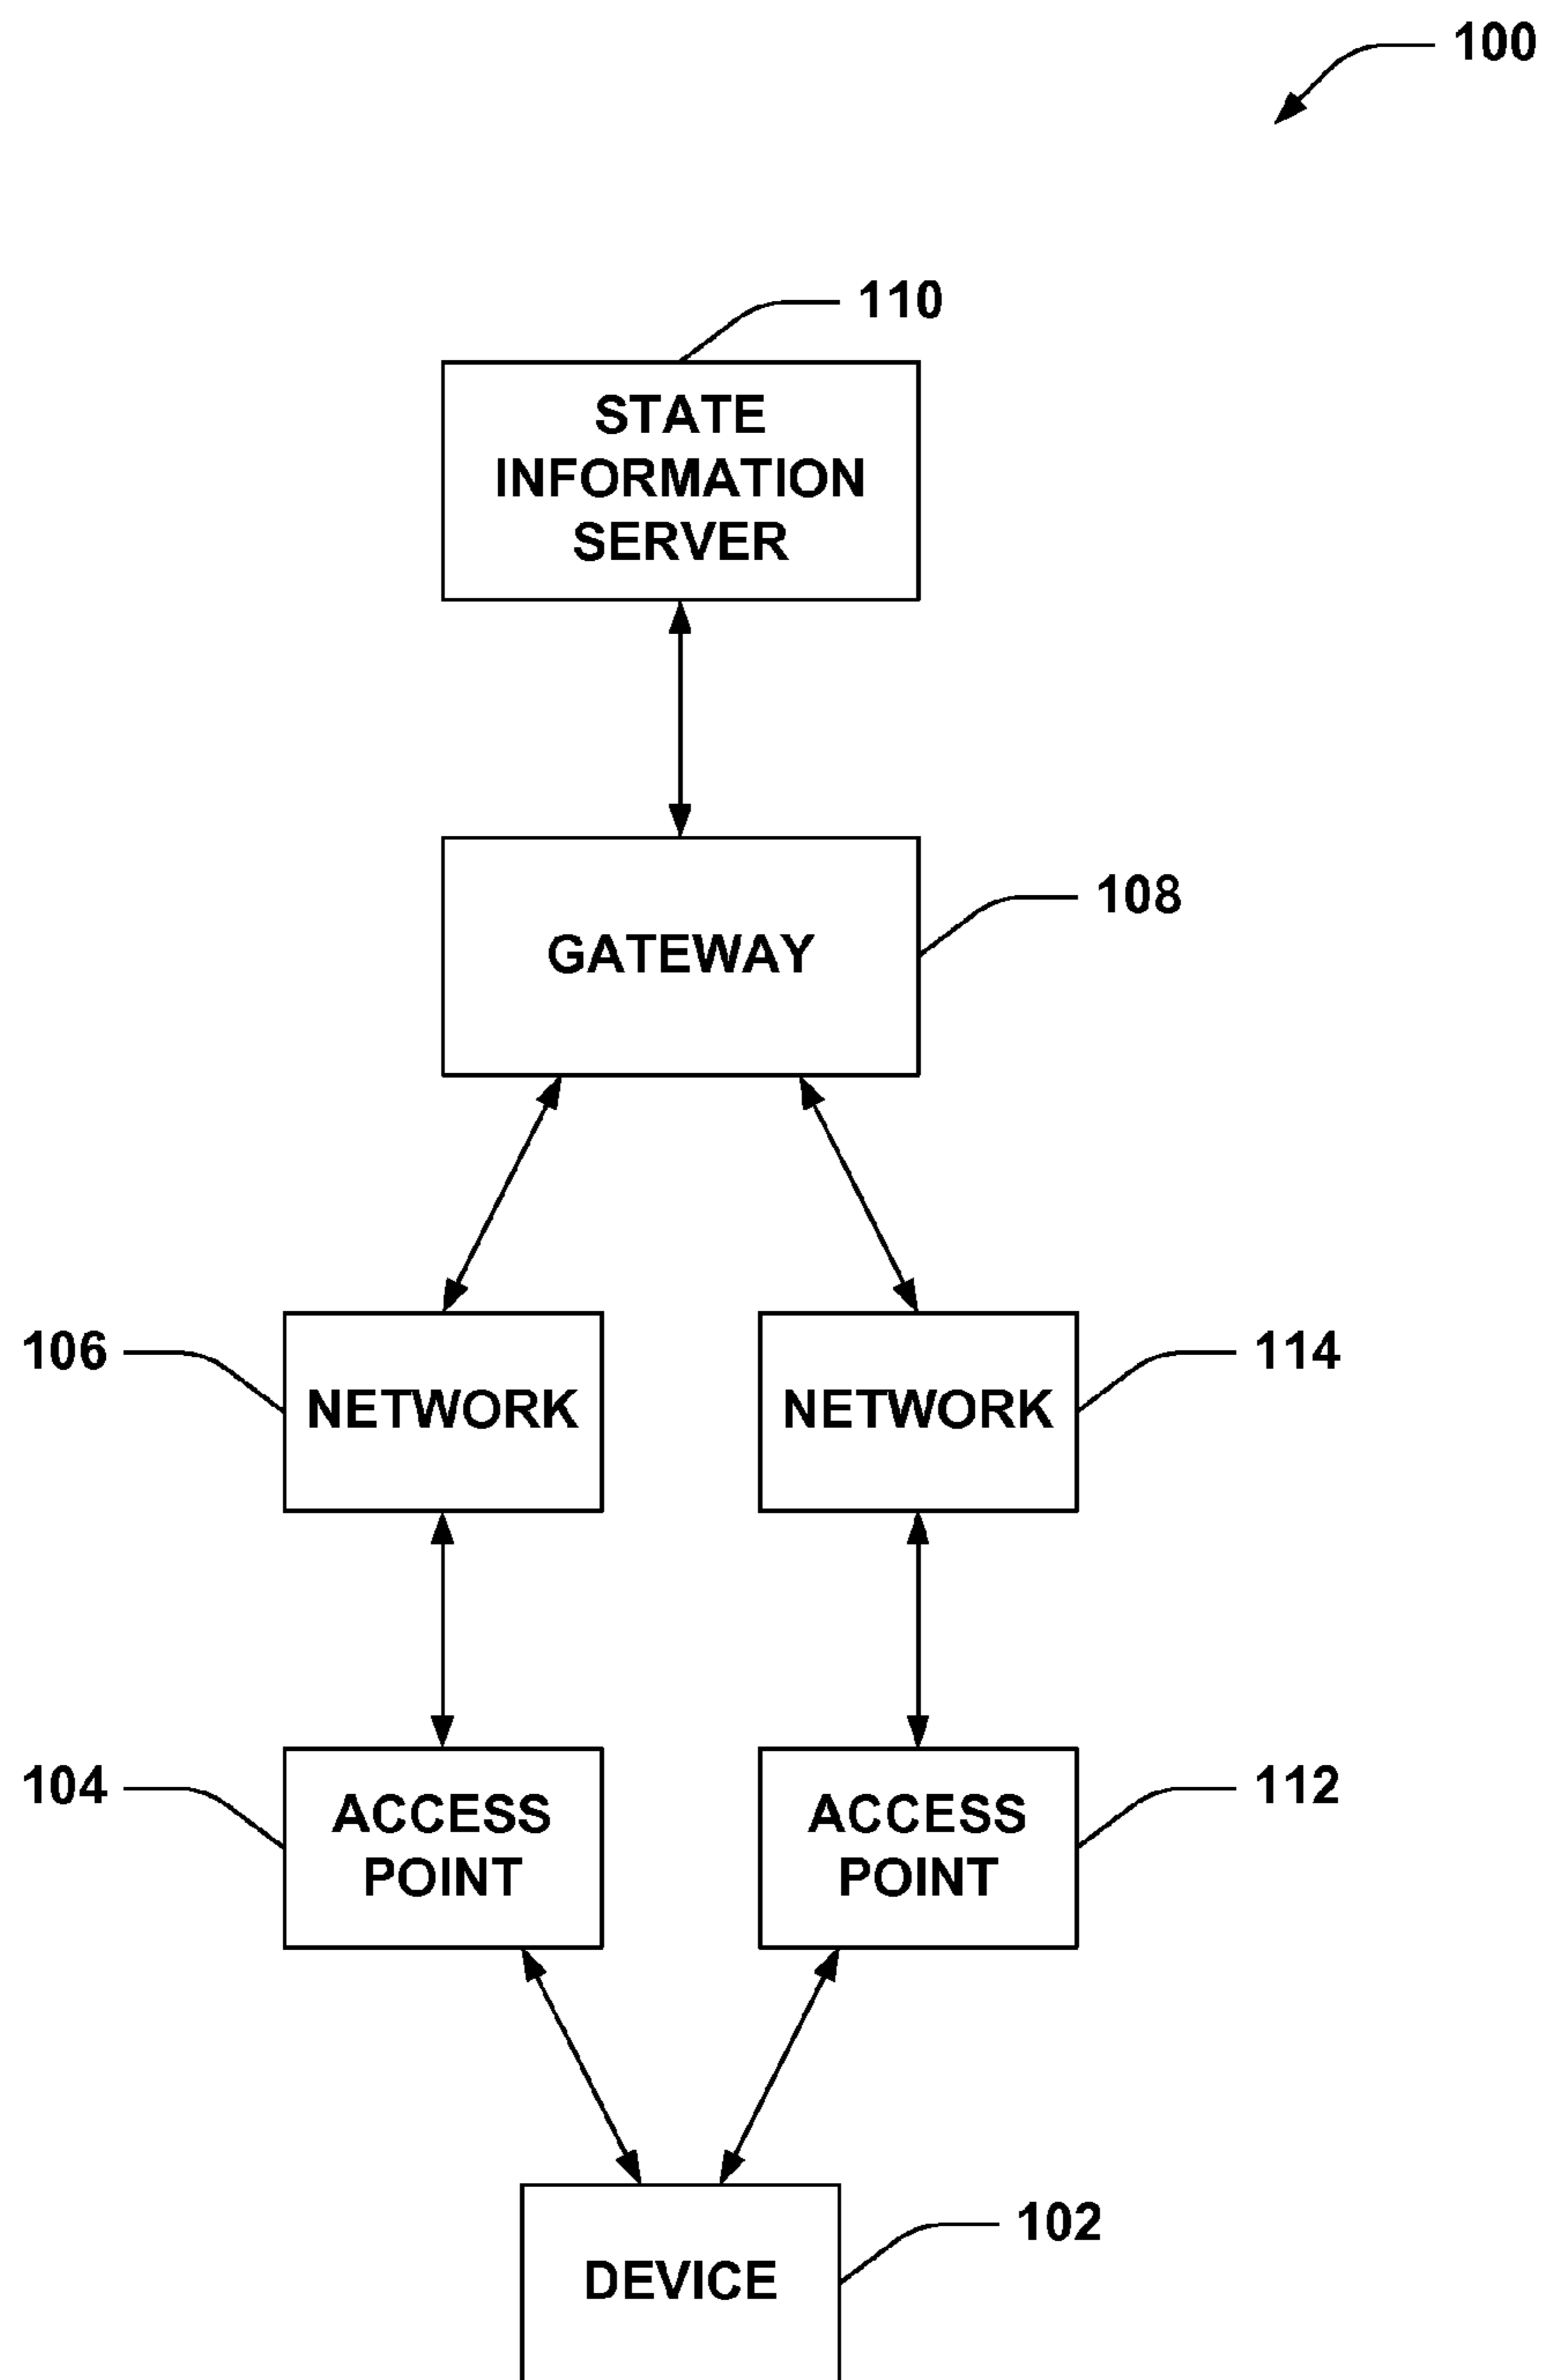 100
110
STATE
INFORMATION
SERVER
108
GATEWAY
106
NETWORK
NETWORK
114
104
ACCESS
POINT
ACCESS
POINT
112
102
DEVICE